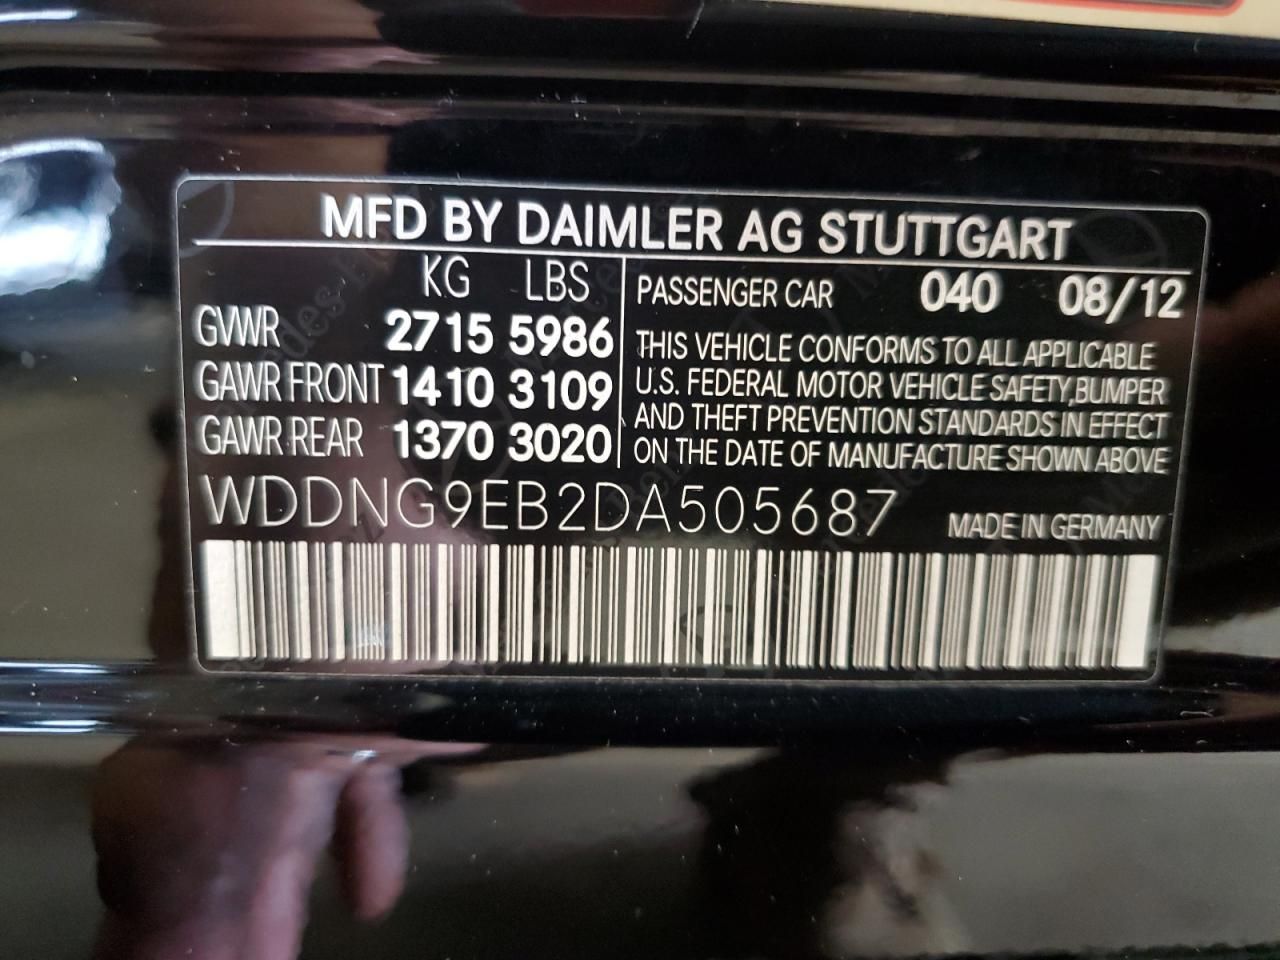 MFD BY DAIMLER AG STUTTGART
KG LBS
GVWR 2715 5986
GAWR FRONT 1410 3109
GAWR REAR 1370 3020
PASSENGER CAR 040 08/12
THIS VEHICLE CONFORMS TO ALL APPLICABLE
U.S. FEDERAL MOTOR VEHICLE SAFETY, BUMPER
AND THEFT PREVENTION STANDARDS IN EFFECT
ON THE DATE OF MANUFACTURE SHOWN ABOVE
WDDNG9EB2DA505687 MADE IN GERMANY